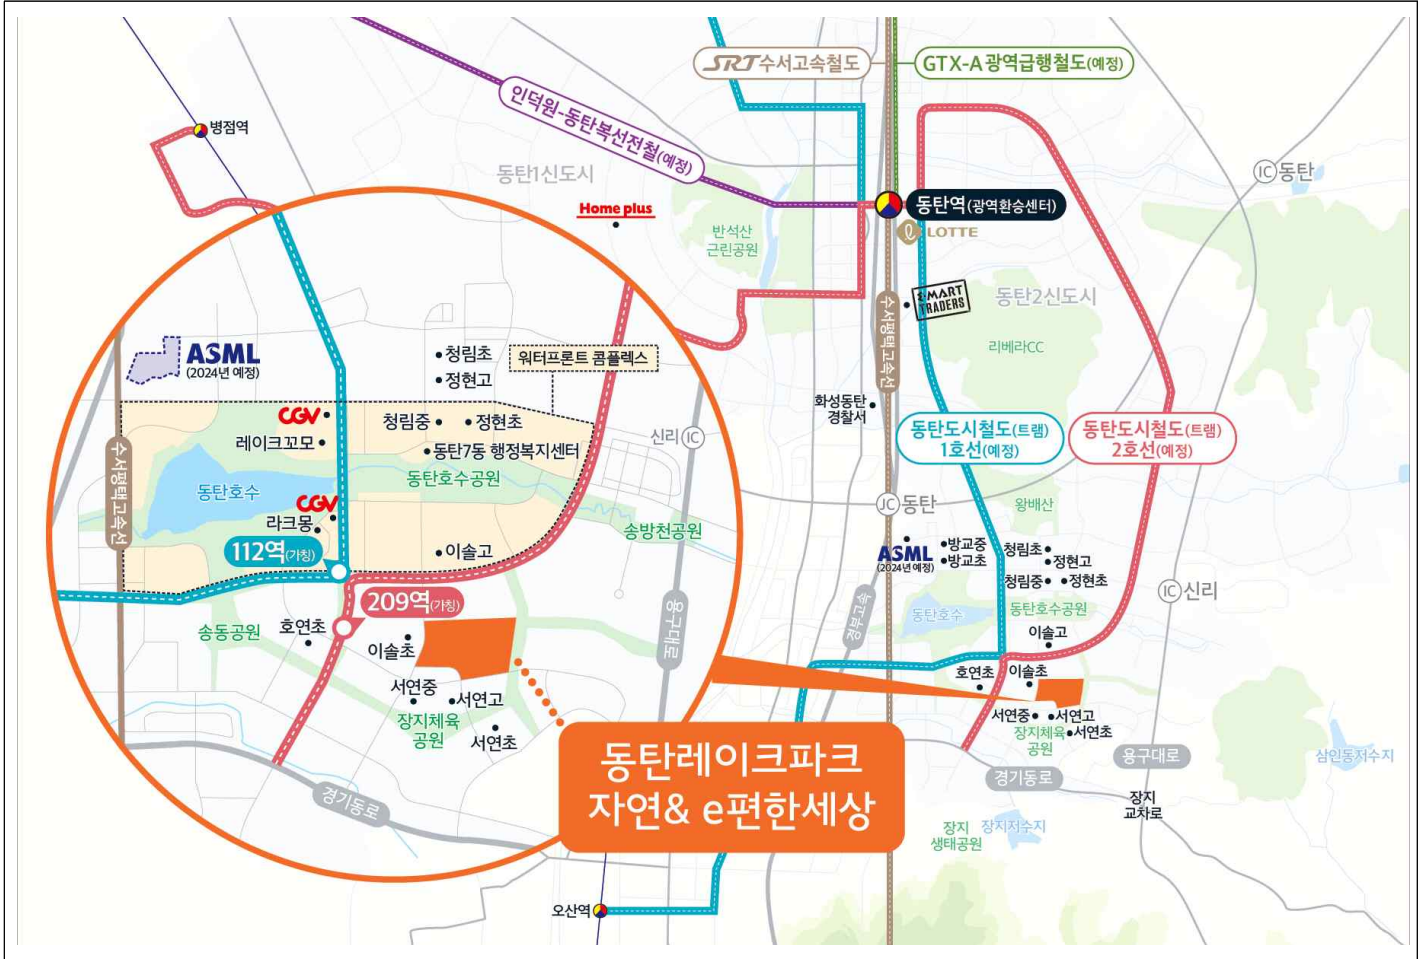 SRT 수서고속철도
GTX-A 광역급행철도(예정)
인덕원-동탄복선전철(예정)
병점역
동탄1신도시
IC 동탄
Home plus
동탄역(광역환승센터)
반석산
근린공원
LOTTE
E-MART
TRADERS
동탄2신도시
수서평택고속선
리베라CC
ASML
(2024년 예정)
청림초
정현고
워터프론트 콤플렉스
화성동탄
경찰서
CGV
레이크꼬모
청림중
정현초
동탄7동 행정복지센터
신리 IC
동탄도시철도(트램)
1호선(예정)
동탄도시철도(트램)
2호선(예정)
수서평택고속선
동탄호수
동탄호수공원
CGV
라크몽
송방천공원
JC 동탄
왕배산
112역(가칭)
이솔고
ASML
(2024년 예정)
방교중
방교초
청림초
정현고
청림중
정현초
IC 신리
209역(가칭)
송동공원
호연초
이솔초
용구대로
경부고속
동탄호수
동탄호수공원
이솔고
호연초
이솔초
서연중
서연고
장지체육
공원
서연초
서연중
서연고
장지체육
공원
서연초
동탄레이크파크
자연& e편한세상
경기동로
경기동로
용구대로
삼인동저수지
장지
교차로
장지
생태공원
장지저수지
오산역